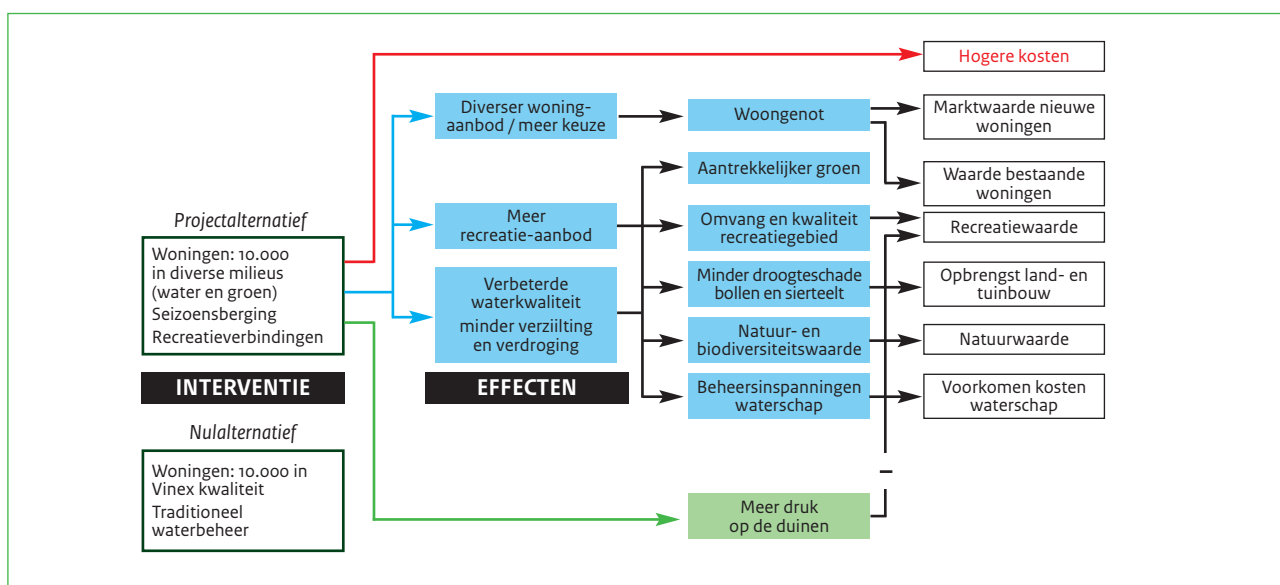 Hogere kosten
Diverser woning-
aanbod / meer keuze
Woongenot
Marktwaarde nieuwe
woningen
Aantrekkelijker groen
Waarde bestaande
woningen
Projectalternatief
Woningen: 10.000
in diverse milieus
(water en groen)
Seizoensberging
Recreatieverbindingen
Meer
recreatie-aanbod
Omvang en kwaliteit
recreatiegebied
Recreatiewaarde
Verbeterde
waterkwaliteit
minder verziilting
en verdroging
Minder droogteschade
bollen en sierteelt
Opbrengst land- en
tuinbouw
Natuur- en
biodiversiteitswaarde
Natuurwaarde
INTERVENTIE
EFFECTEN
Beheersinspanningen
waterschap
Voorkomen kosten
waterschap
Nulalternatief
Woningen: 10.000 in
Vinex kwaliteit
Traditioneel
waterbeheer
–
Meer druk
op de duinen